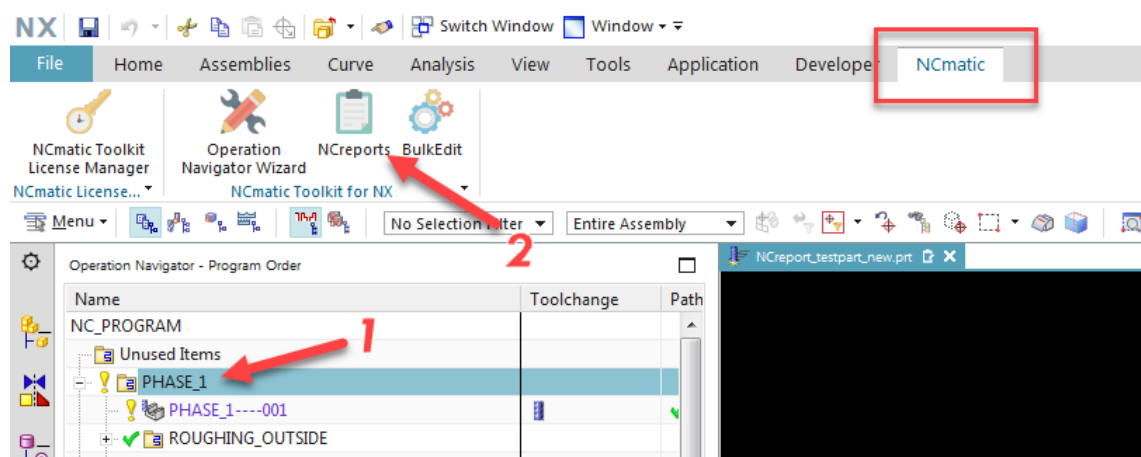 NX Switch Window Window
File Home Assemblies Curve Analysis View Tools Application Developer NCmatic
NCmatic Toolkit License Manager
Operation Navigator Wizard
NCreports
BulkEdit
NCmatic License...
NCmatic Toolkit for NX
Menu No Selection Filter Entire Assembly
2
Operation Navigator - Program Order
NCreport_testpart_new.prt
Name Toolchange Path
NC_PROGRAM
1
Unused Items
PHASE_1
PHASE_1----001
ROUGHING_OUTSIDE